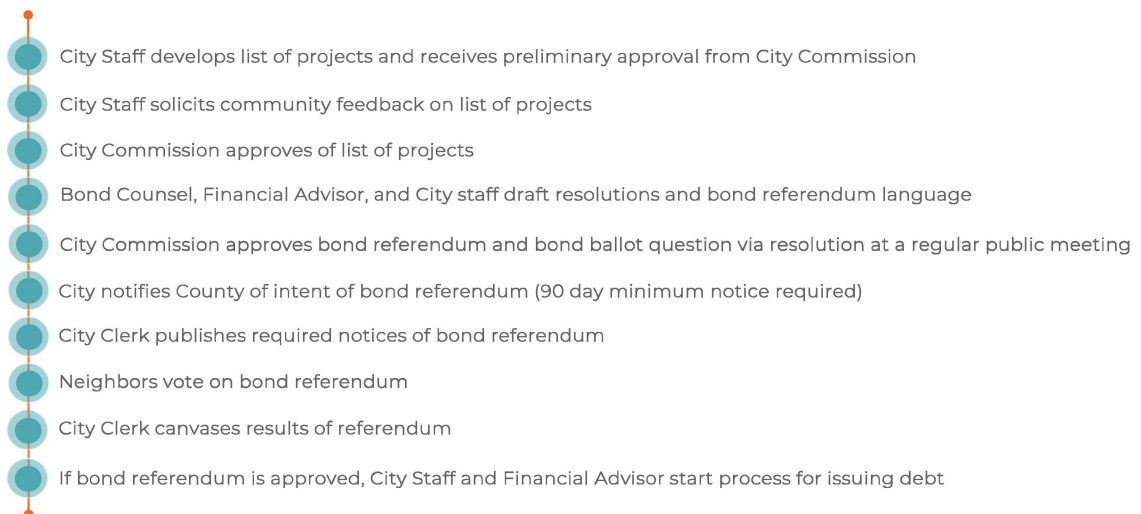 City Staff develops list of projects and receives preliminary approval from City Commission
City Staff solicits community feedback on list of projects
City Commission approves of list of projects
Bond Counsel, Financial Advisor, and City staff draft resolutions and bond referendum language
City Commission approves bond referendum and bond ballot question via resolution at a regular public meeting
City notifies County of intent of bond referendum (90 day minimum notice required)
City Clerk publishes required notices of bond referendum
Neighbors vote on bond referendum
City Clerk canvases results of referendum
If bond referendum is approved, City Staff and Financial Advisor start process for issuing debt